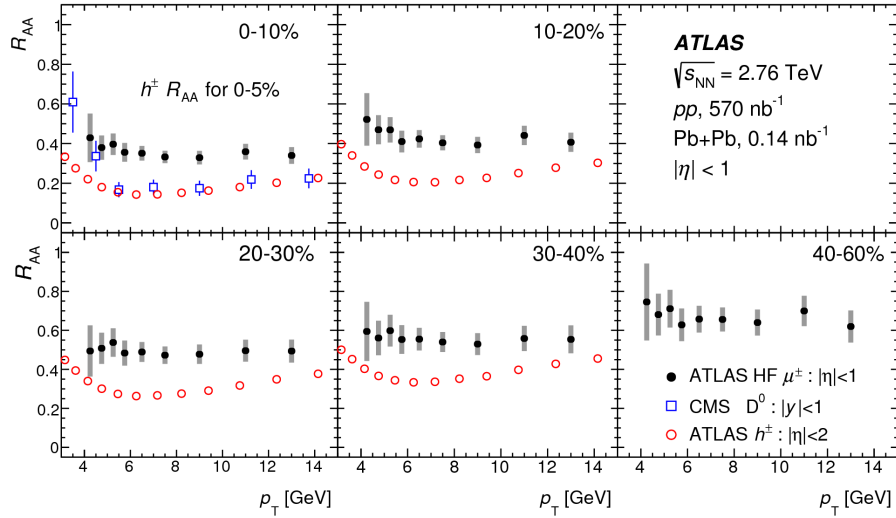 R_AA
1
0.8
0.6
0.4
0.2
0
0-10%
h± R_AA for 0-5%
10-20%
ATLAS
√s_NN = 2.76 TeV
pp, 570 nb⁻¹
Pb+Pb, 0.14 nb⁻¹
|η| < 1
R_AA
1
0.8
0.6
0.4
0.2
0
20-30%
30-40%
40-60%
ATLAS HF μ± : |η|<1
CMS D⁰ : |y|<1
ATLAS h± : |η|<2
4 6 8 10 12 14
4 6 8 10 12 14
4 6 8 10 12 14
p_T [GeV]
p_T [GeV]
p_T [GeV]